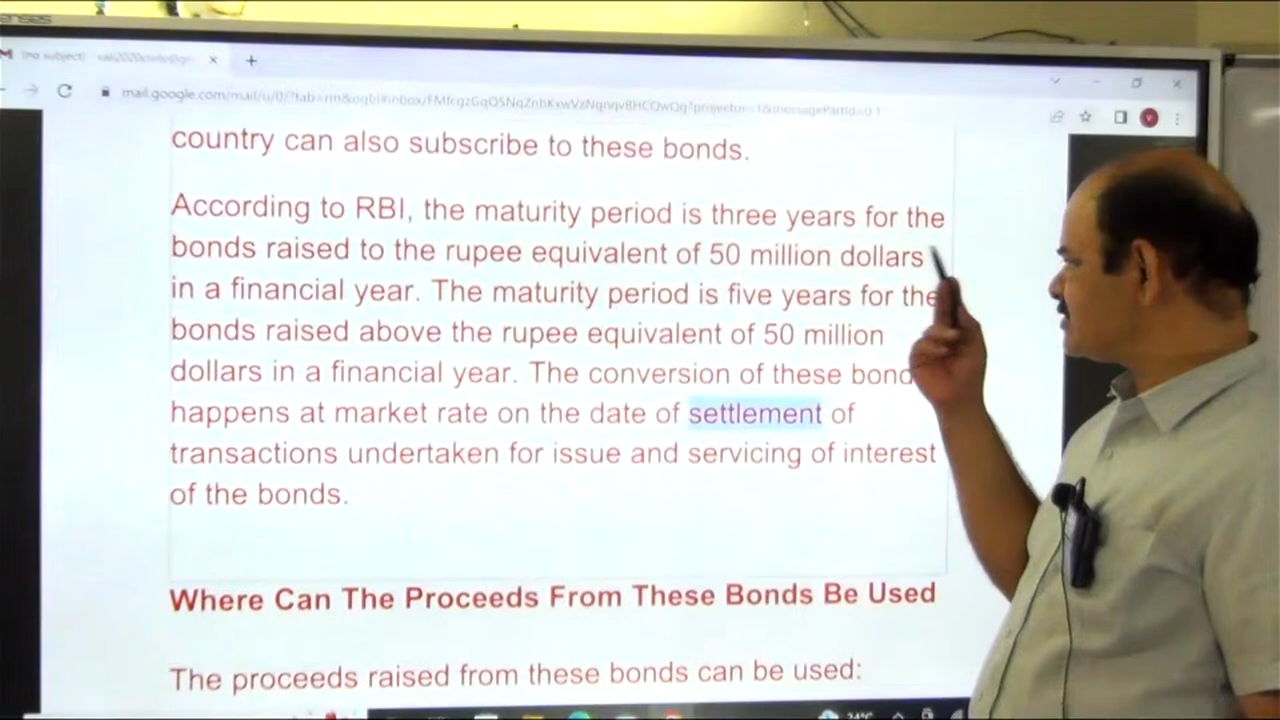 mail.google.com/mail/u/0/
country can also subscribe to these bonds.
According to RBI, the maturity period is three years for the
bonds raised to the rupee equivalent of 50 million dollars
in a financial year. The maturity period is five years for the
bonds raised above the rupee equivalent of 50 million
dollars in a financial year. The conversion of these bond
happens at market rate on the date of settlement of
transactions undertaken for issue and servicing of interest
of the bonds.
Where Can The Proceeds From These Bonds Be Used
The proceeds raised from these bonds can be used: